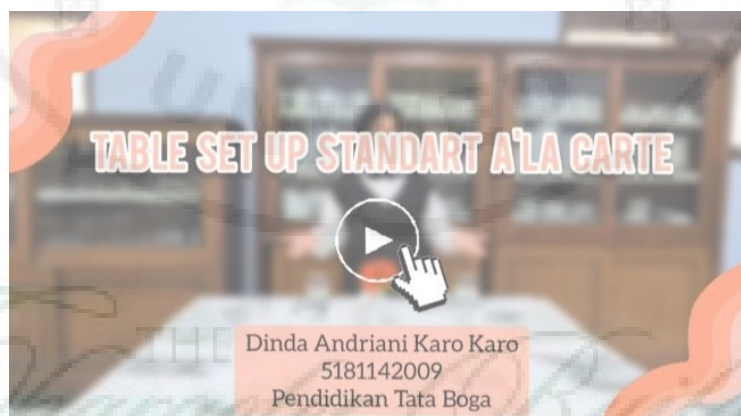 TABLE SET UP STANDART A'LA CARTE
Dinda Andriani Karo Karo
5181142009
Pendidikan Tata Boga